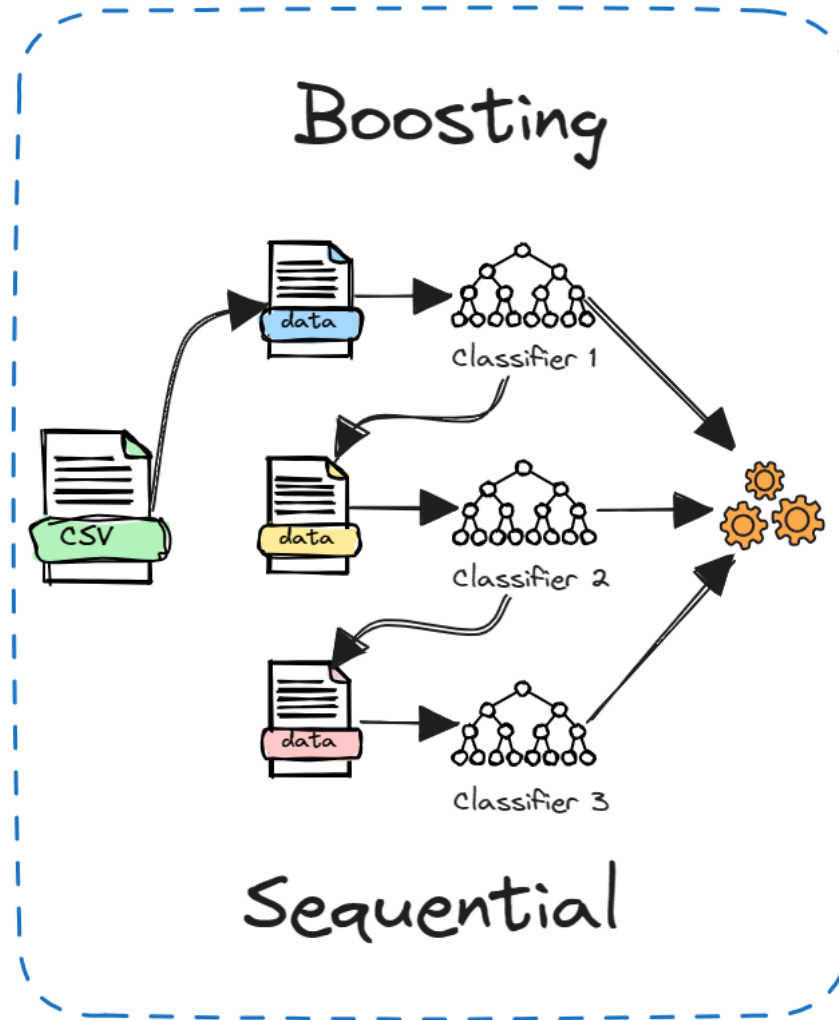 Boosting
data
Classifier 1
CSV
data
Classifier 2
data
Classifier 3
Sequential